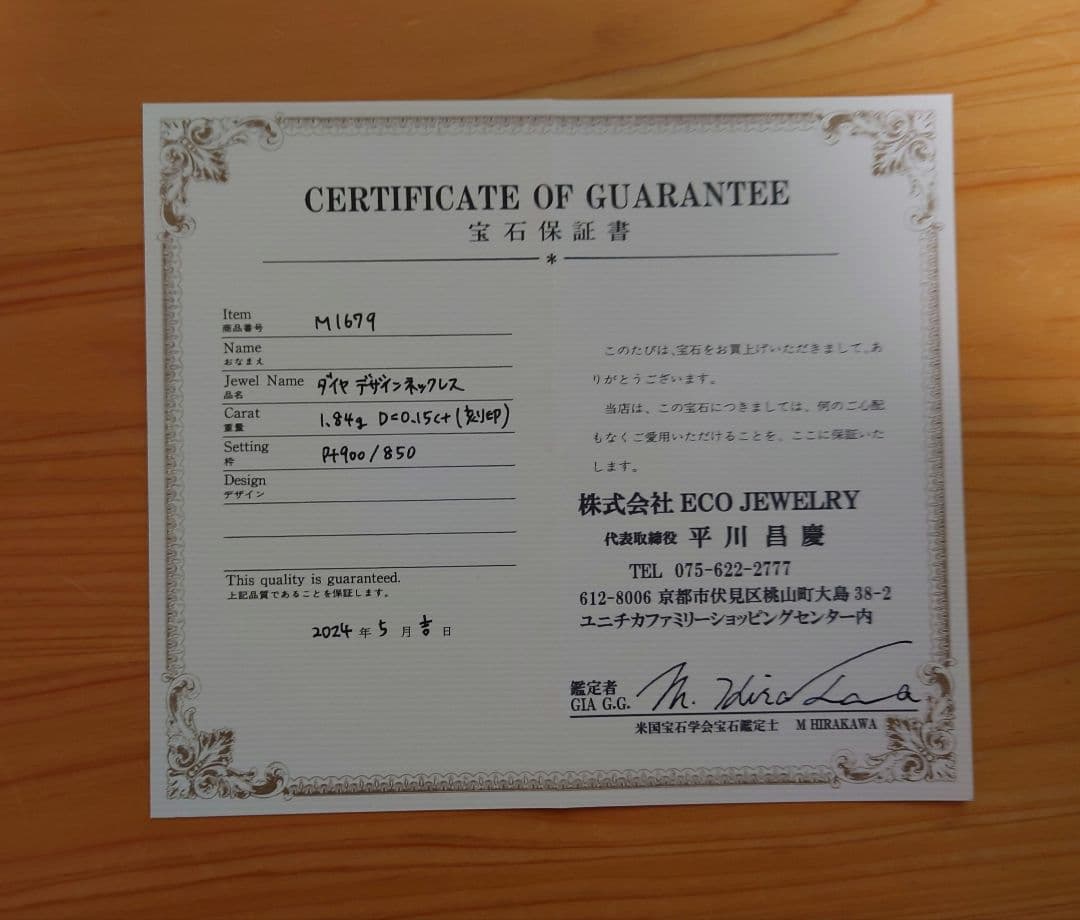 CERTIFICATE OF GUARANTEE
宝石保証書
*
Item
商品番号 M1679
Name
おなまえ
Jewel Name ダイヤ デザインネックレス
品名
Carat 1.84g D=0.15ct (刻印)
重量
Setting Pt900/850
枠
Design
デザイン
This quality is guaranteed.
上記品質であることを保証します。
2024年5月吉日
このたびは、宝石をお買上げいただきまして、あ
りがとうございます。
当店は、この宝石につきましては、何のご心配
もなくご愛用いただけることを、ここに保証いた
します。
株式会社 ECO JEWELRY
代表取締役 平川昌慶
TEL 075-622-2777
612-8006 京都市伏見区桃山町大島 38-2
ユニチカファミリーショッピングセンター内
鑑定者
GIA G.G. M. Hirakawa
米国宝石学会宝石鑑定士 M HIRAKAWA